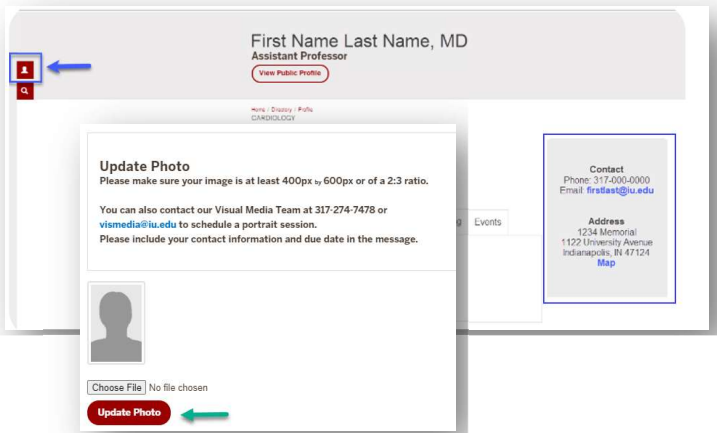 First Name Last Name, MD
Assistant Professor
View Public Profile
Home / Directory / Profile
CARDIOLOGY
Update Photo
Please make sure your image is at least 400px by 600px or of a 2:3 ratio.
You can also contact our Visual Media Team at 317-274-7478 or
vismedia@iu.edu to schedule a portrait session.
Please include your contact information and due date in the message.
Events
Contact
Phone: 317-000-0000
Email: firstlast@iu.edu
Address
1234 Memorial
1122 University Avenue
Indianapolis, IN 47124
Map
Choose File No file chosen
Update Photo